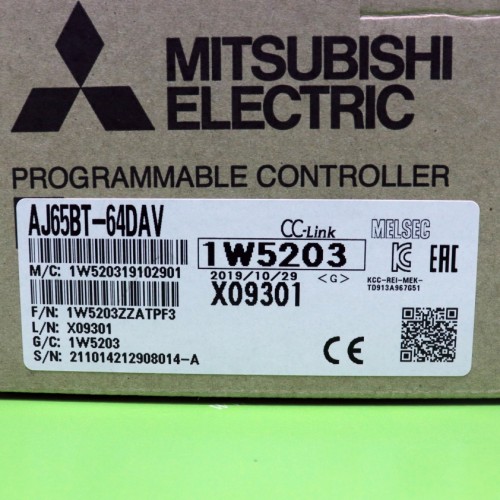 MITSUBISHI
ELECTRIC
PROGRAMMABLE CONTROLLER
AJ65BT-64DAV
CC-Link
MELSEC
1W5203
M/C: 1W520319102901
2019/10/29
<G>
EAC
X09301
KCC-REI-MEK-
TD913A967G51
F/N: 1W5203ZZATPF3
L/N: X09301
G/C: 1W5203
S/N: 211014212908014-A
CE